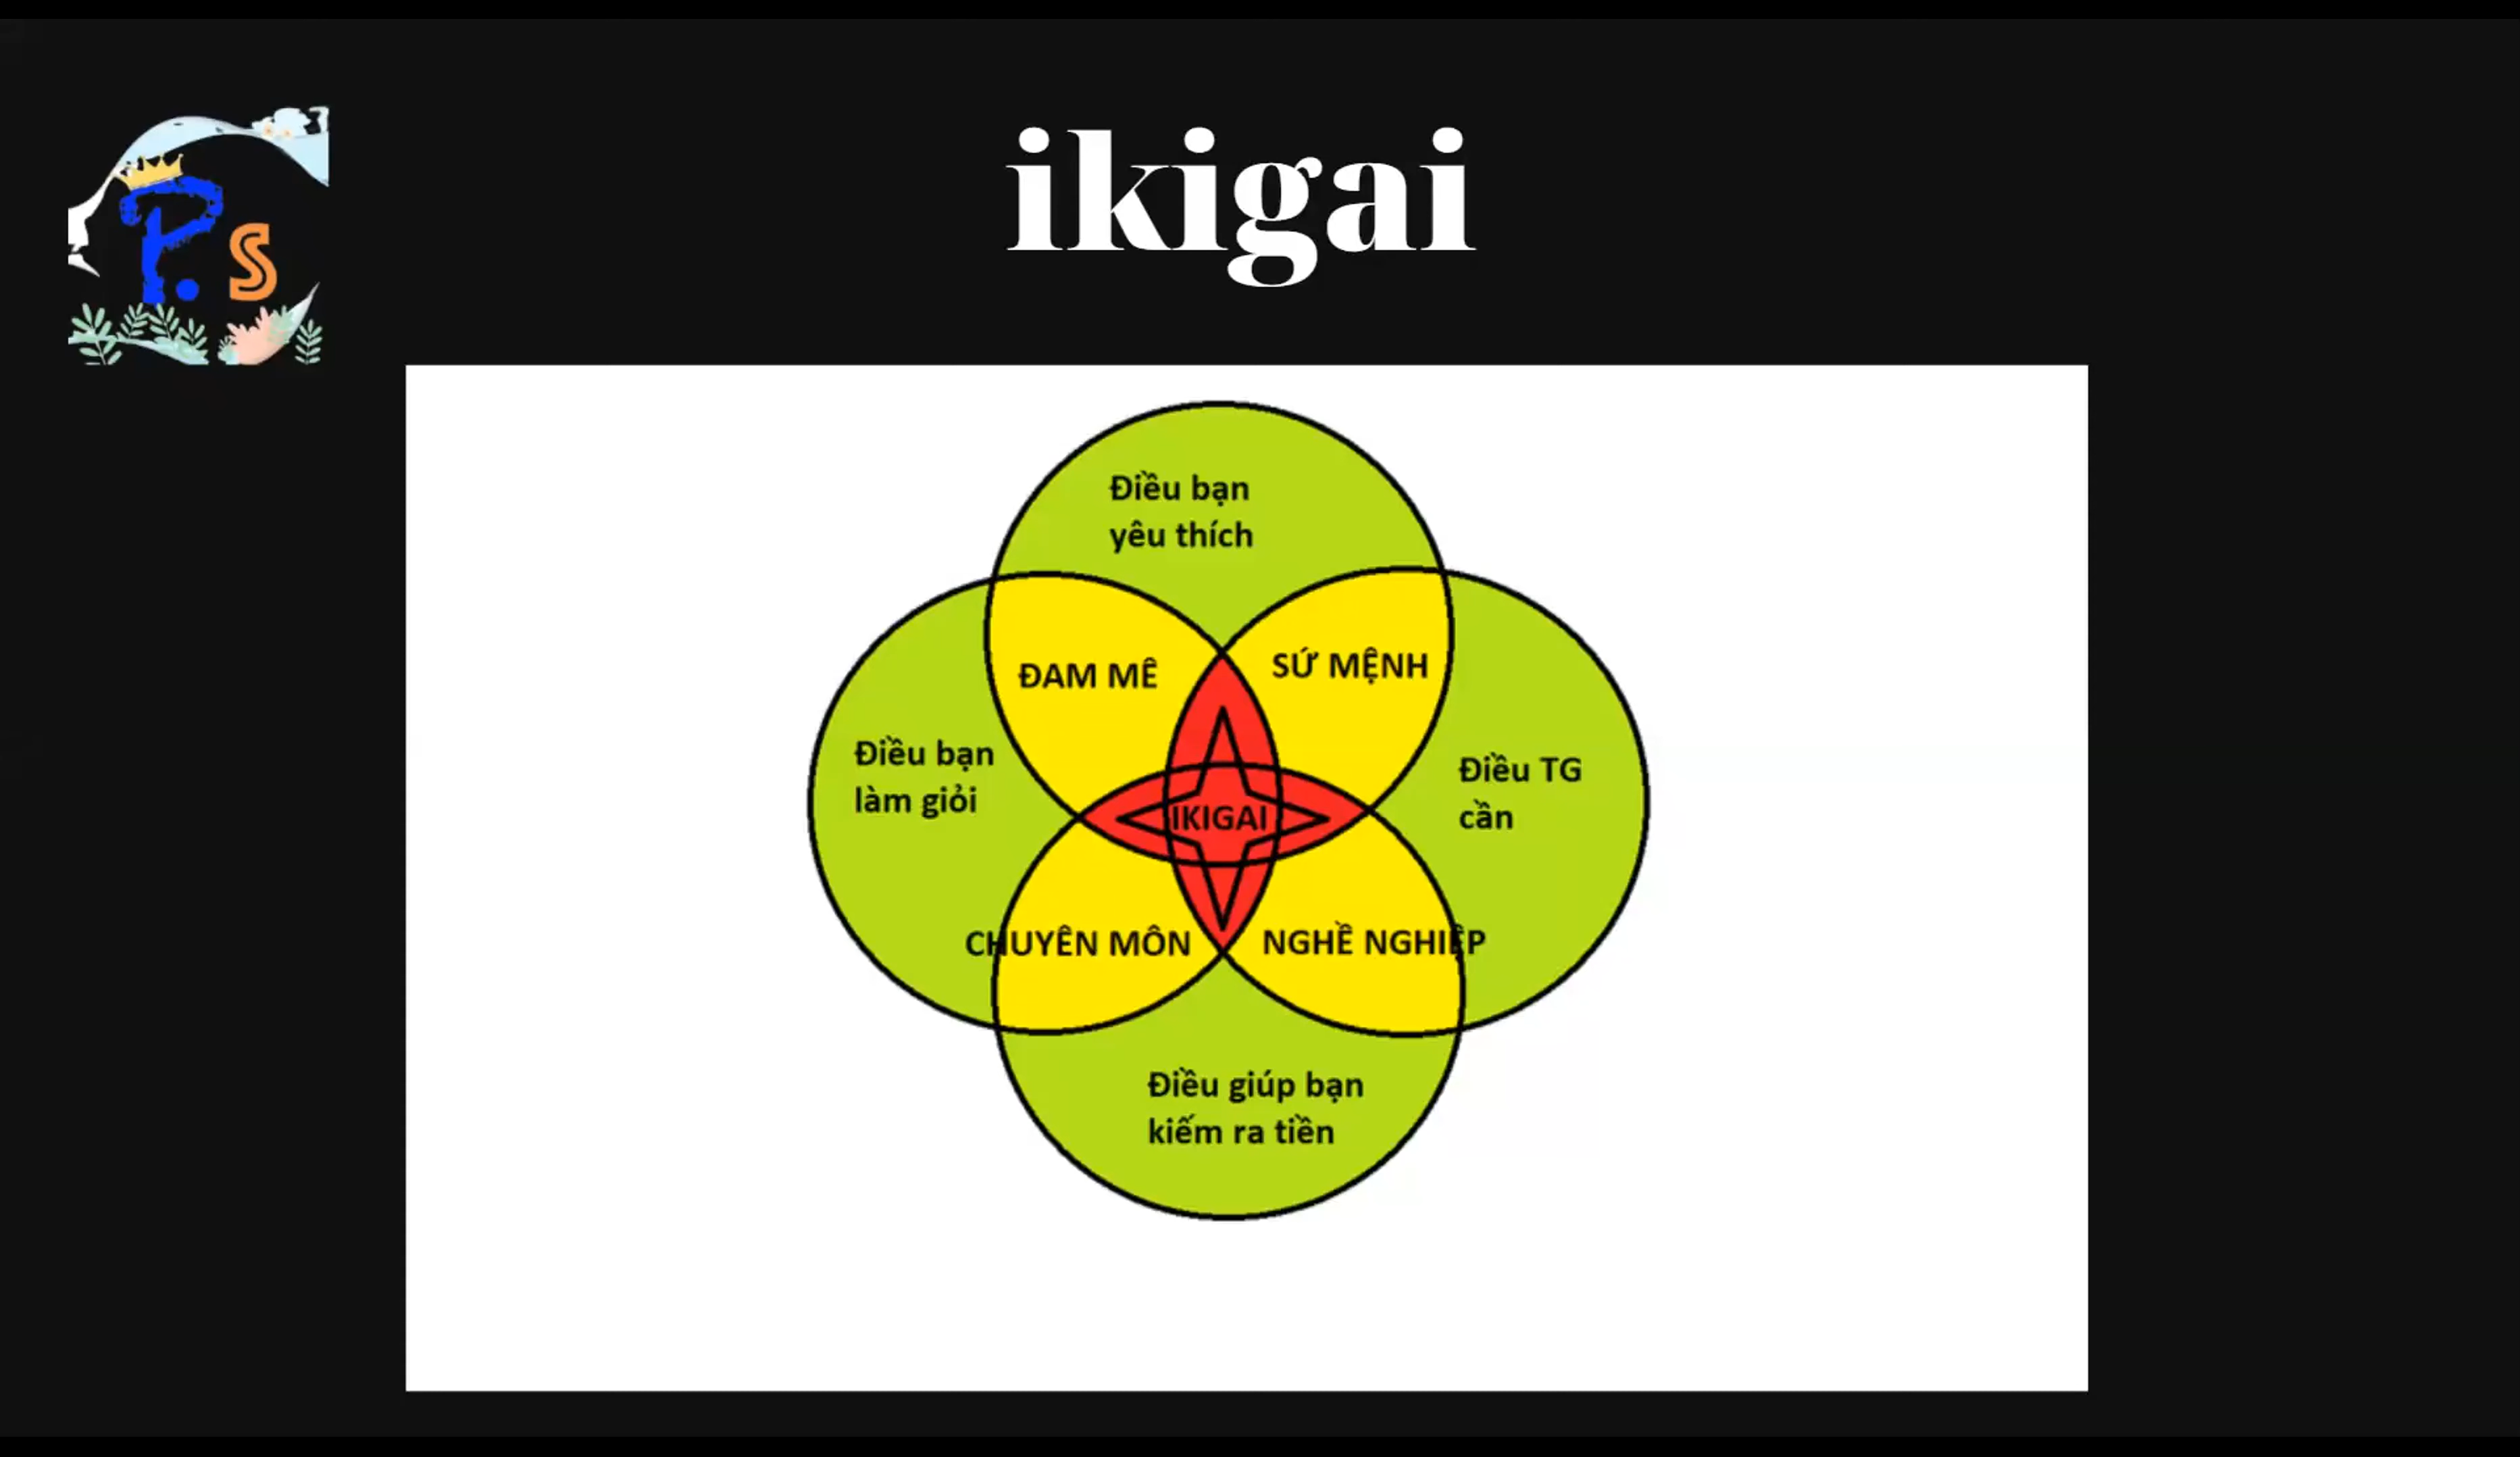 P.s
ikigai
Điều bạn
yêu thích
ĐAM MÊ
SỨ MỆNH
Điều bạn
làm giỏi
Điều TG
cần
IKIGAI
CHUYÊN MÔN
NGHỀ NGHIỆP
Điều giúp bạn
kiếm ra tiền